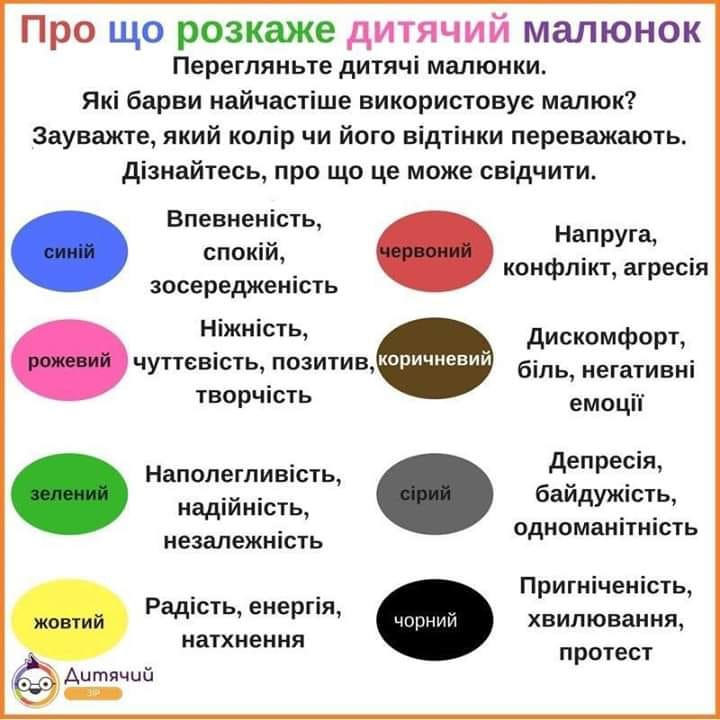 Про що розкаже дитячий малюнок
Перегляньте дитячі малюнки.
Які барви найчастіше використовує малюк?
Зауважте, який колір чи його відтінки переважають.
Дізнайтесь, про що це може свідчити.
синій
Впевненість,
спокій,
зосередженість
червоний
Напруга,
конфлікт, агресія
рожевий
Ніжність,
чуттєвість, позитив,
творчість
коричневий
Дискомфорт,
біль, негативні
емоції
зелений
Наполегливість,
надійність,
незалежність
сірий
Депресія,
байдужість,
одноманітність
жовтий
Радість, енергія,
натхнення
чорний
Пригніченість,
хвилювання,
протест
Дитячий
ЗІР